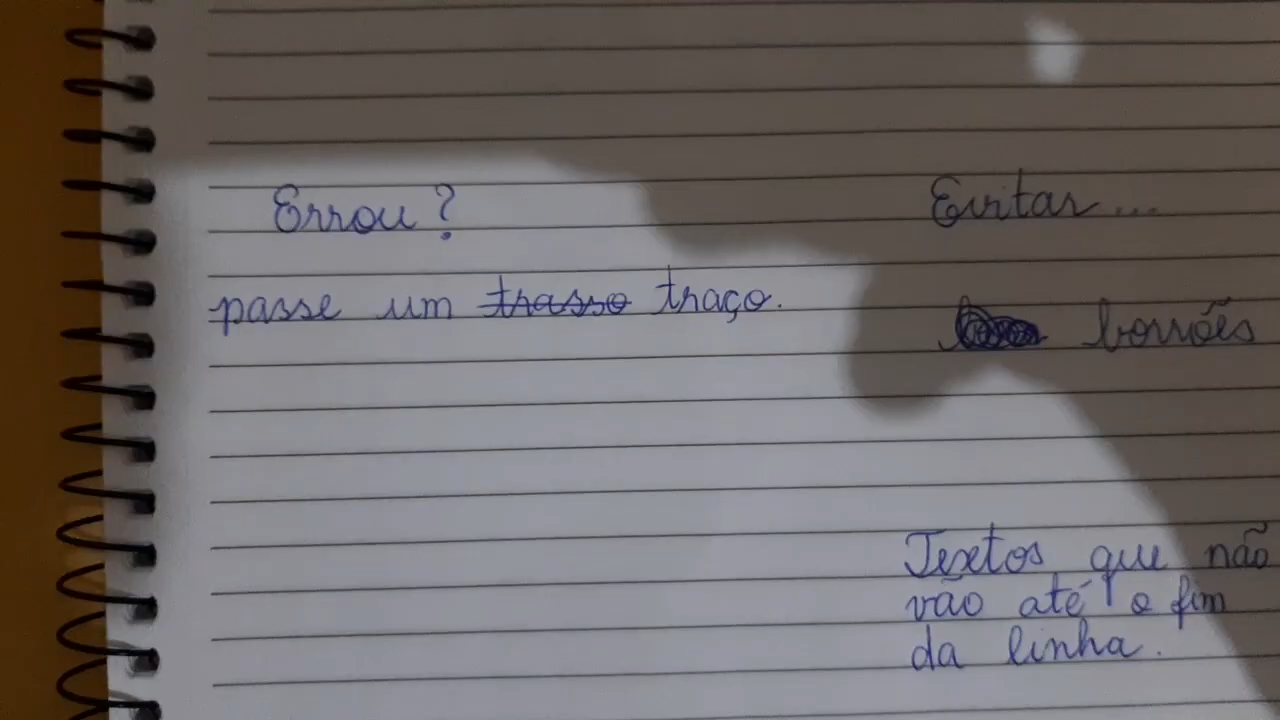 Errou?
passe um trasso traço.
Evitar...
borrões
Textos que não
vão até o fim
da linha.